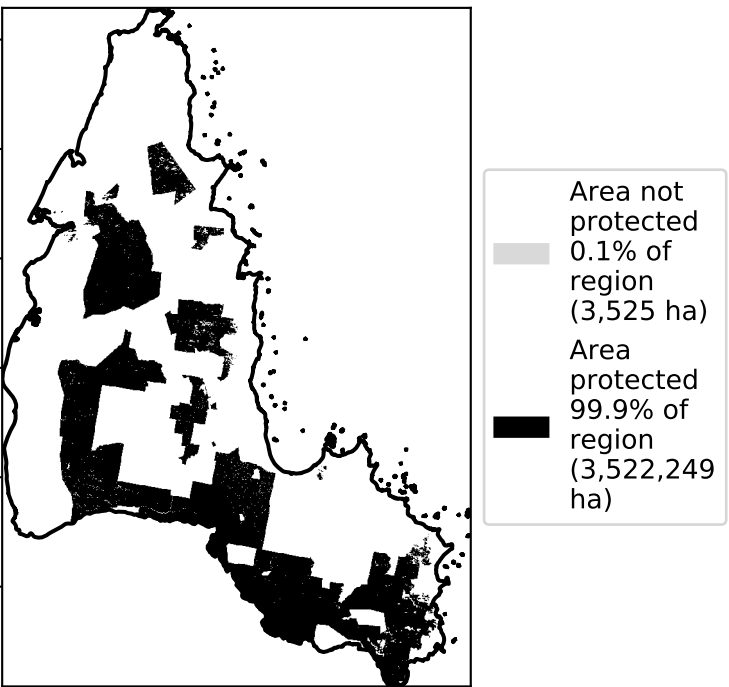 Area not
protected
0.1% of
region
(3,525 ha)
Area
protected
99.9% of
region
(3,522,249
ha)